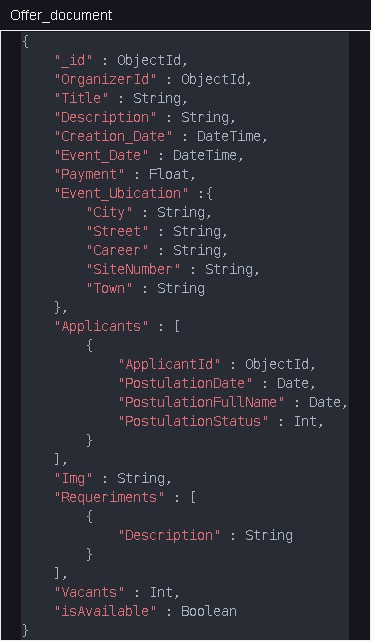 Offer_document
{
"_id" : ObjectId,
"OrganizerId" : ObjectId,
"Title" : String,
"Description" : String,
"Creation_Date" : DateTime,
"Event_Date" : DateTime,
"Payment" : Float,
"Event_Ubication" :{
"City" : String,
"Street" : String,
"Career" : String,
"SiteNumber" : String,
"Town" : String
},
"Applicants" : [
{
"ApplicantId" : ObjectId,
"PostulationDate" : Date,
"PostulationFullName" : Date,
"PostulationStatus" : Int,
}
],
"Img" : String,
"Requeriments" : [
{
"Description" : String
}
],
"Vacants" : Int,
"isAvailable" : Boolean
}